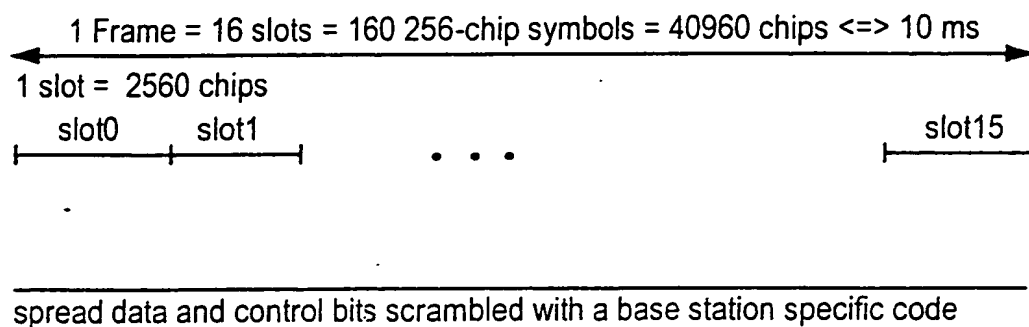 1 Frame = 16 slots = 160 256-chip symbols = 40960 chips <=> 10 ms
1 slot = 2560 chips
slot0 slot1 slot15
spread data and control bits scrambled with a base station specific code